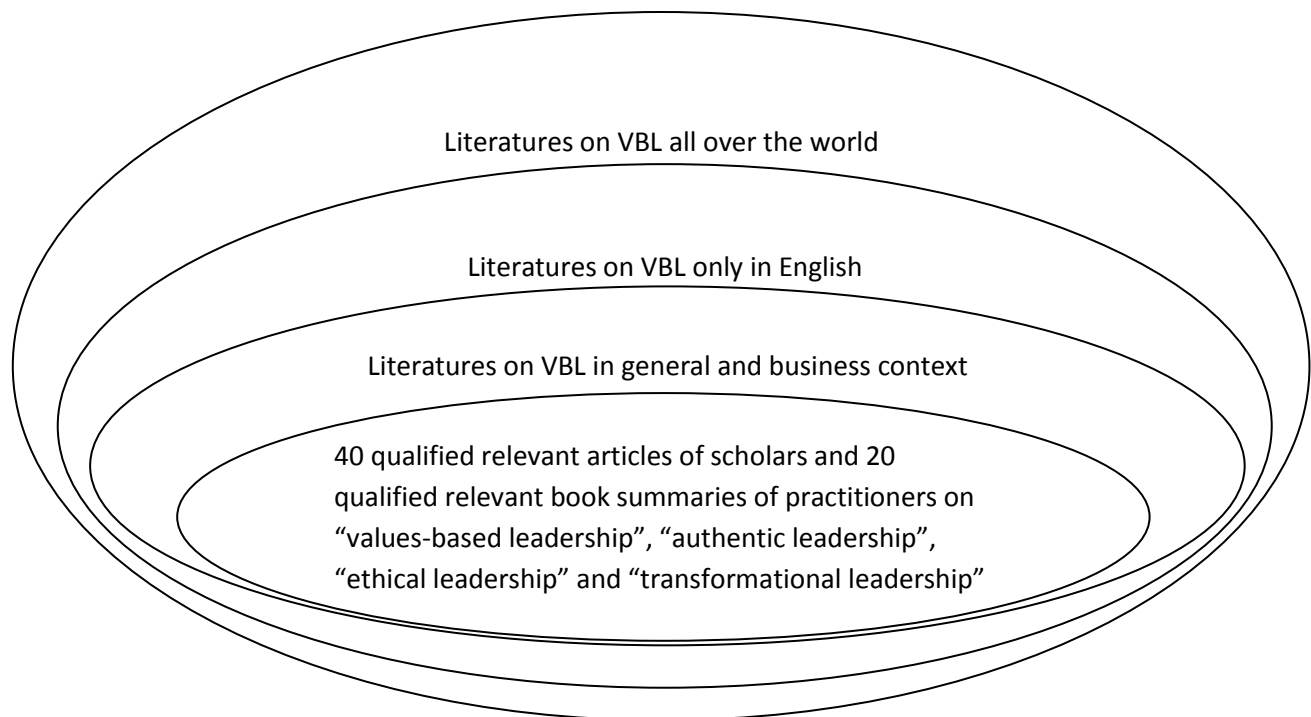 Literatures on VBL all over the world
Literatures on VBL only in English
Literatures on VBL in general and business context
40 qualified relevant articles of scholars and 20
qualified relevant book summaries of practitioners on
“values-based leadership”, “authentic leadership”,
“ethical leadership” and “transformational leadership”